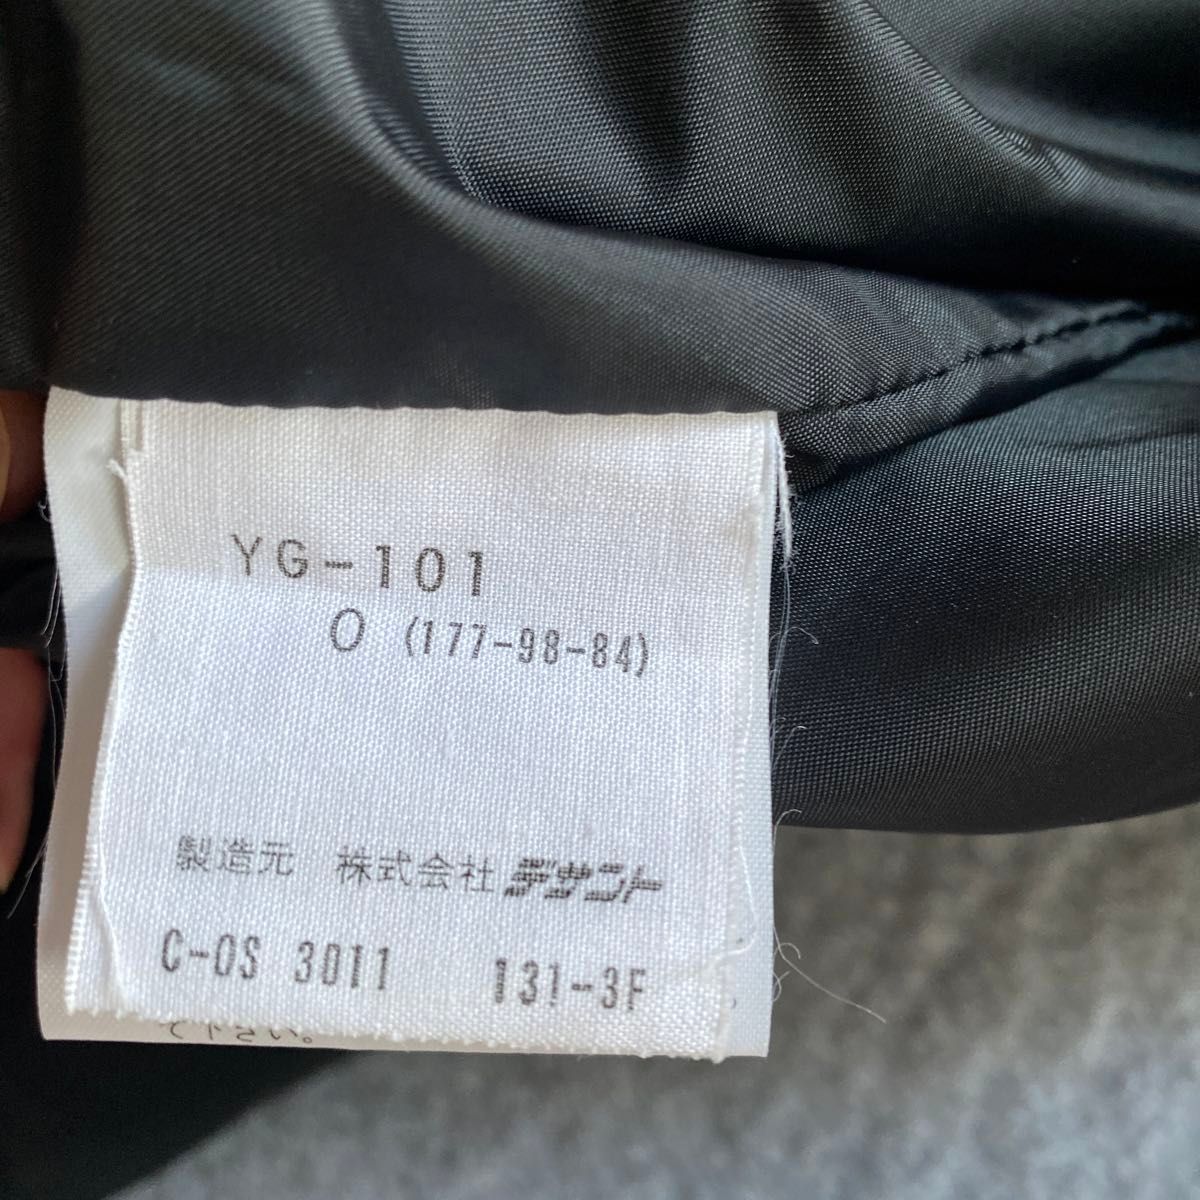 YG-101
O (177-98-84)
製造元 株式会社 デサント
C-OS 3011 131-3F
て下さい。